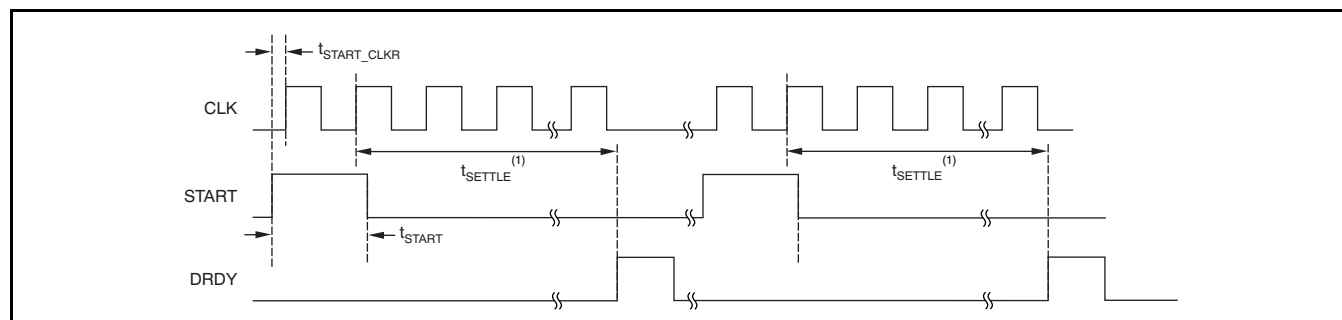 tSTART_CLKR
CLK
tSETTLE(1)
tSETTLE(1)
START
tSTART
DRDY